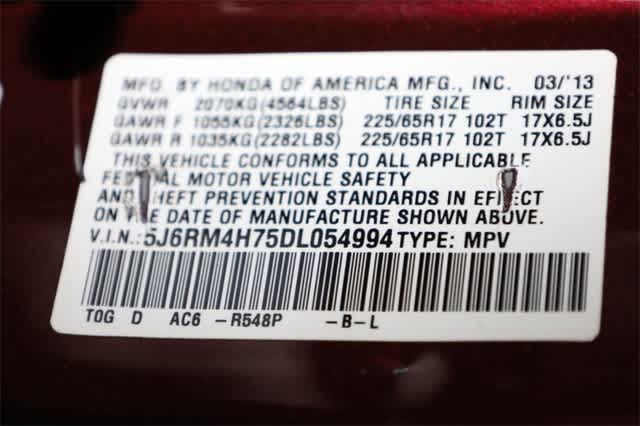 MFD. BY HONDA OF AMERICA MFG., INC. 03/'13
GVWR 2070KG(4564LBS) TIRE SIZE RIM SIZE
GAWR F 1055KG(2326LBS) 225/65R17 102T 17X6.5J
GAWR R 1035KG(2282LBS) 225/65R17 102T 17X6.5J
THIS VEHICLE CONFORMS TO ALL APPLICABLE
FEDERAL MOTOR VEHICLE SAFETY
AND THEFT PREVENTION STANDARDS IN EFFECT
ON THE DATE OF MANUFACTURE SHOWN ABOVE.
V.I.N.: 5J6RM4H75DL054994 TYPE: MPV
TOG D AC6 -R548P -B-L